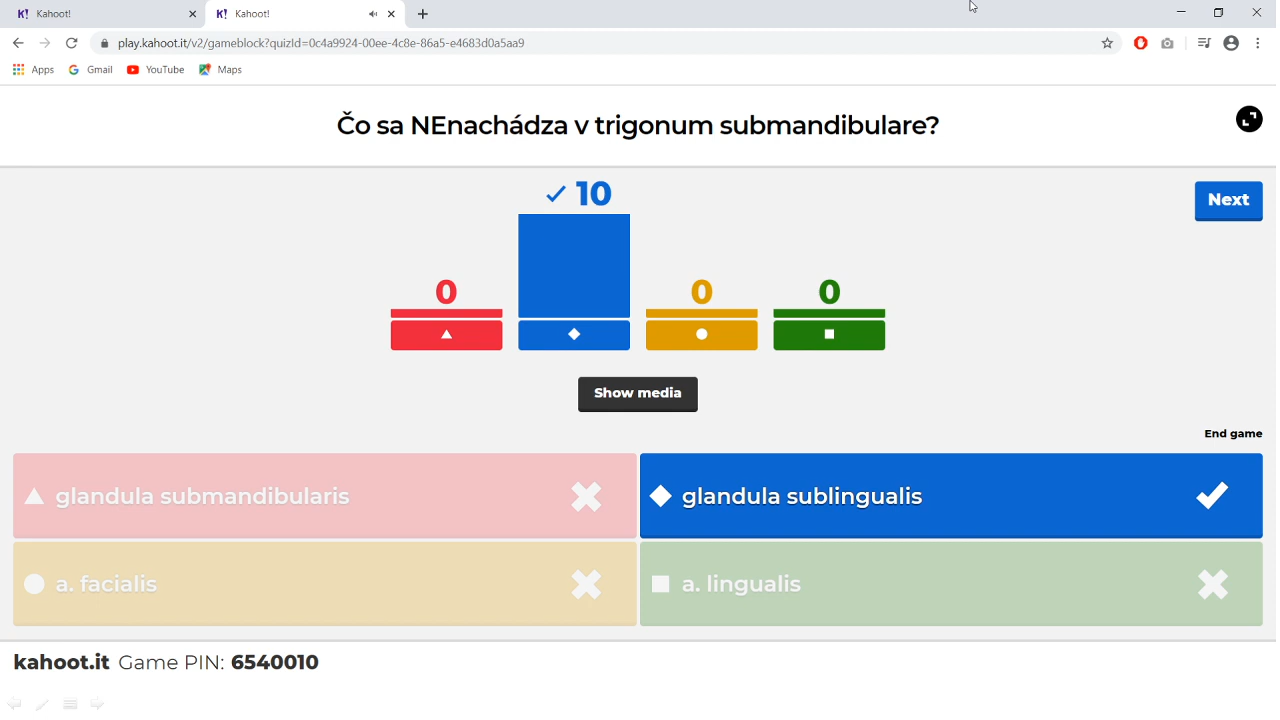 K! Kahoot!
K! Kahoot!
play.kahoot.it/v2/gameblock?quizId=0c4a9924-00ee-4c8e-86a5-e4683d0a5aa9
Apps Gmail YouTube Maps
Čo sa NEnachádza v trigonum submandibulare?
Next
0
10
0
0
Show media
End game
glandula submandibularis
glandula sublingualis
a. facialis
a. lingualis
kahoot.it Game PIN: 6540010